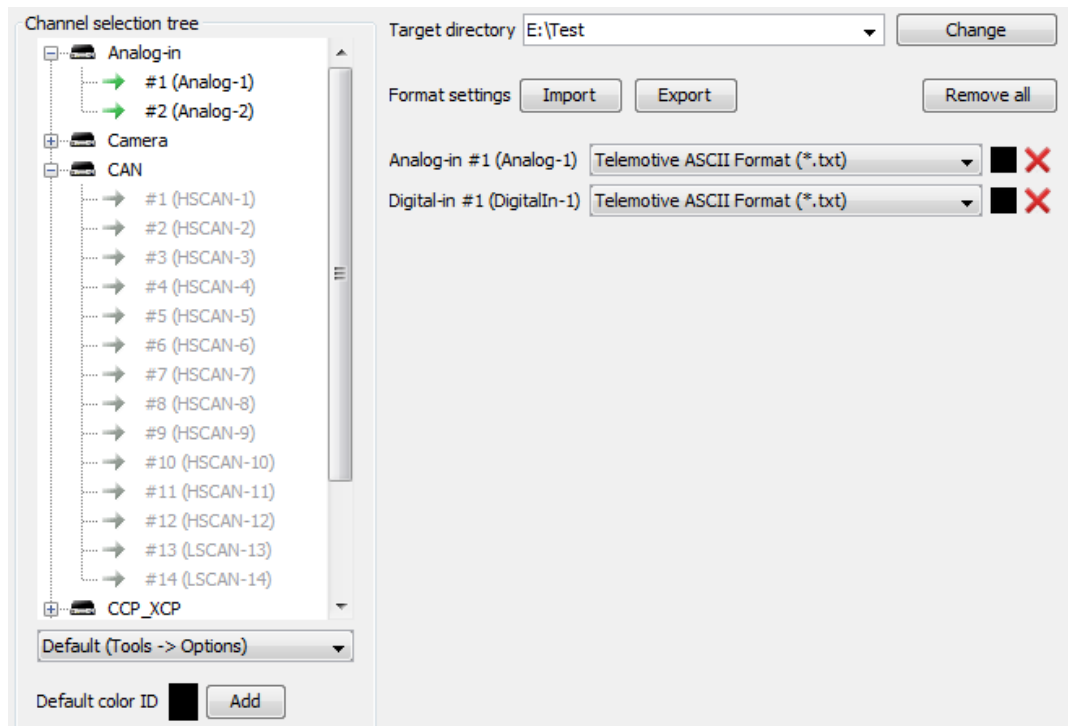 Channel selection tree
Analog-in
#1 (Analog-1)
#2 (Analog-2)
Camera
CAN
#1 (HSCAN-1)
#2 (HSCAN-2)
#3 (HSCAN-3)
#4 (HSCAN-4)
#5 (HSCAN-5)
#6 (HSCAN-6)
#7 (HSCAN-7)
#8 (HSCAN-8)
#9 (HSCAN-9)
#10 (HSCAN-10)
#11 (HSCAN-11)
#12 (HSCAN-12)
#13 (LSCAN-13)
#14 (LSCAN-14)
CCP_XCP
Default (Tools -> Options)
Default color ID Add
Target directory E:\Test Change
Format settings Import Export Remove all
Analog-in #1 (Analog-1) Telemotive ASCII Format (*.txt)
Digital-in #1 (DigitalIn-1) Telemotive ASCII Format (*.txt)